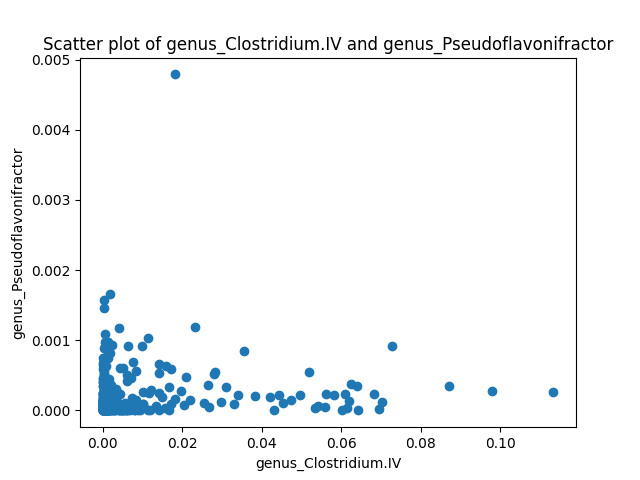 Scatter plot of genus_Clostridium.IV and genus_Pseudoflavonifractor
genus_Pseudoflavonifractor
0.005
0.004
0.003
0.002
0.001
0.000
0.00 0.02 0.04 0.06 0.08 0.10
genus_Clostridium.IV